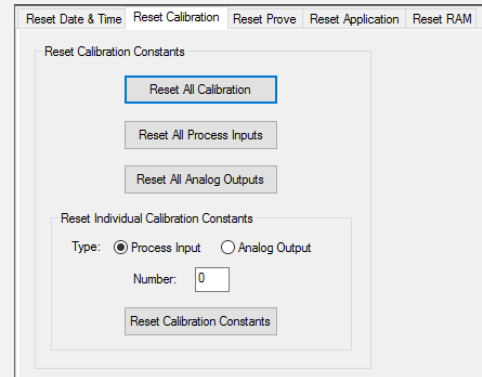 Reset Date & Time Reset Calibration Reset Prove Reset Application Reset RAM
Reset Calibration Constants
Reset All Calibration
Reset All Process Inputs
Reset All Analog Outputs
Reset Individual Calibration Constants
Type: Process Input Analog Output
Number: 0
Reset Calibration Constants